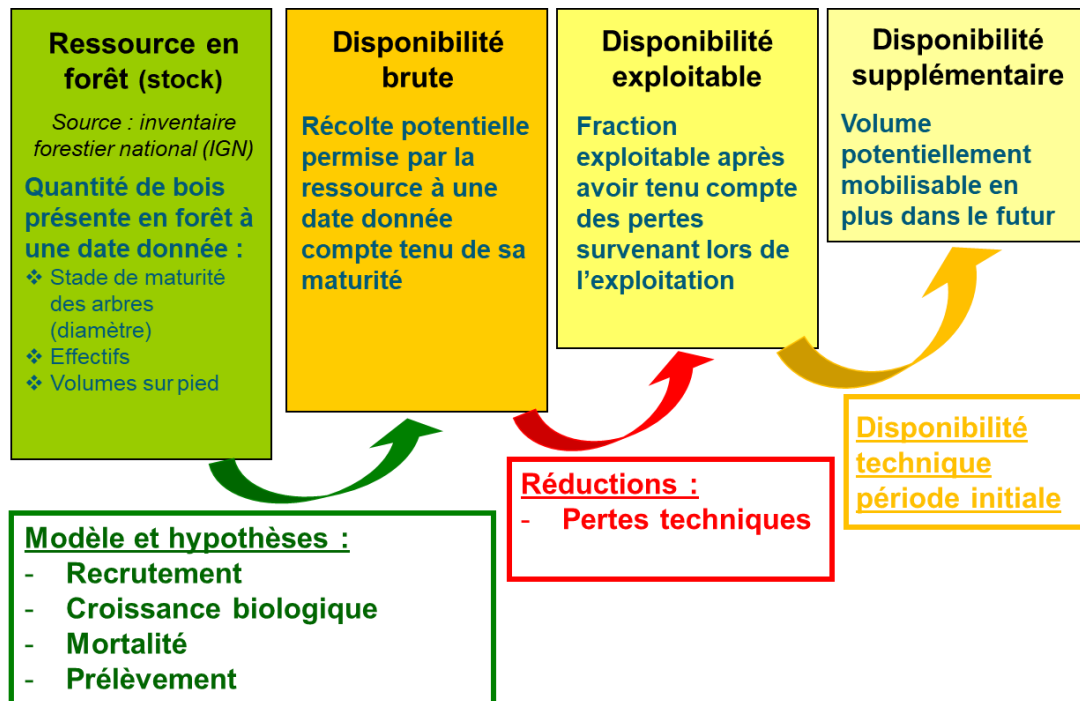 Ressource en
forêt (stock)
Source : inventaire
forestier national (IGN)
Quantité de bois
présente en forêt à
une date donnée :
❖ Stade de maturité
des arbres
(diamètre)
❖ Effectifs
❖ Volumes sur pied
Disponibilité
brute
Récolte potentielle
permise par la
ressource à une
date donnée
compte tenu de sa
maturité
Disponibilité
exploitable
Fraction
exploitable après
avoir tenu compte
des pertes
survenant lors de
l’exploitation
Disponibilité
supplémentaire
Volume
potentiellement
mobilisable en
plus dans le futur
Modèle et hypothèses :
- Recrutement
- Croissance biologique
- Mortalité
- Prélèvement
Réductions :
- Pertes techniques
Disponibilité
technique
période initiale